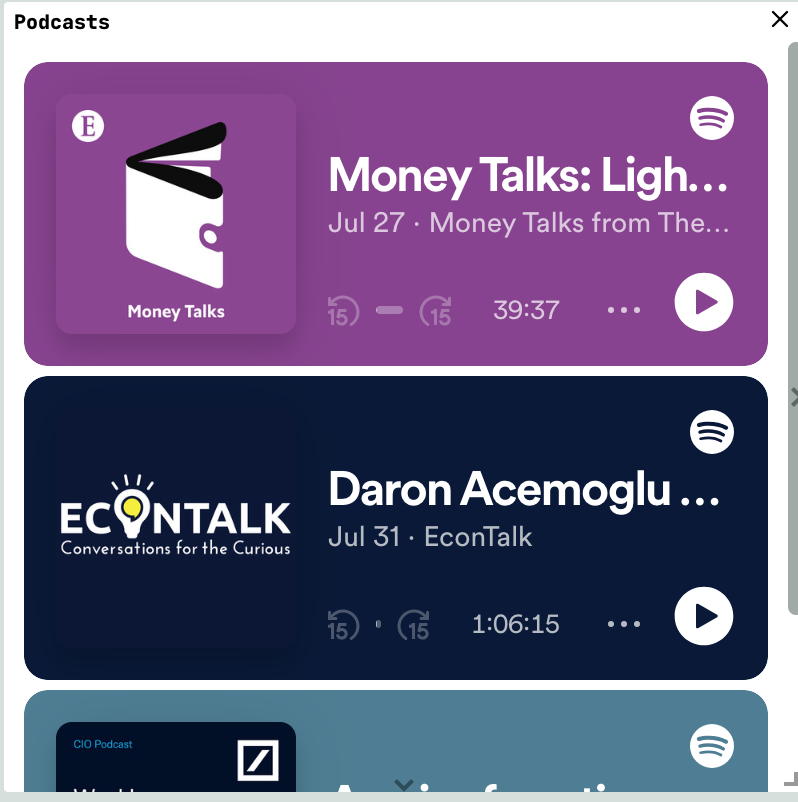 Podcasts
E
Money Talks: Ligh...
Jul 27 · Money Talks from The...
Money Talks
15
15
39:37
ECONTALK
Conversations for the Curious
Daron Acemoglu ...
Jul 31 · EconTalk
15
15
1:06:15
CIO Podcast